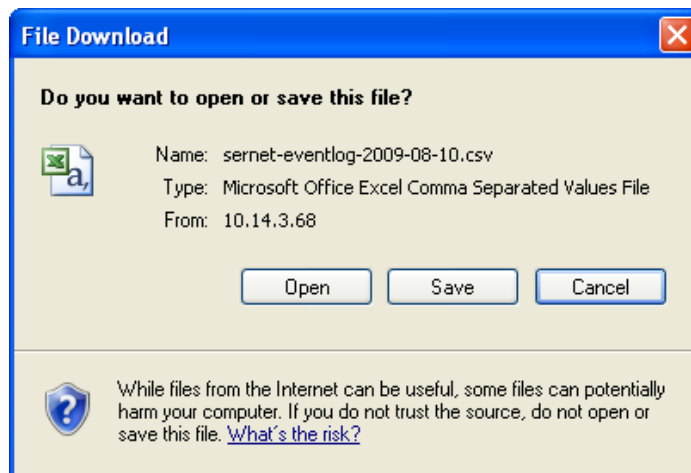 File Download
Do you want to open or save this file?
Name: sernet-eventlog-2009-08-10.csv
Type: Microsoft Office Excel Comma Separated Values File
From: 10.14.3.68
Open Save Cancel
While files from the Internet can be useful, some files can potentially
harm your computer. If you do not trust the source, do not open or
save this file. What's the risk?